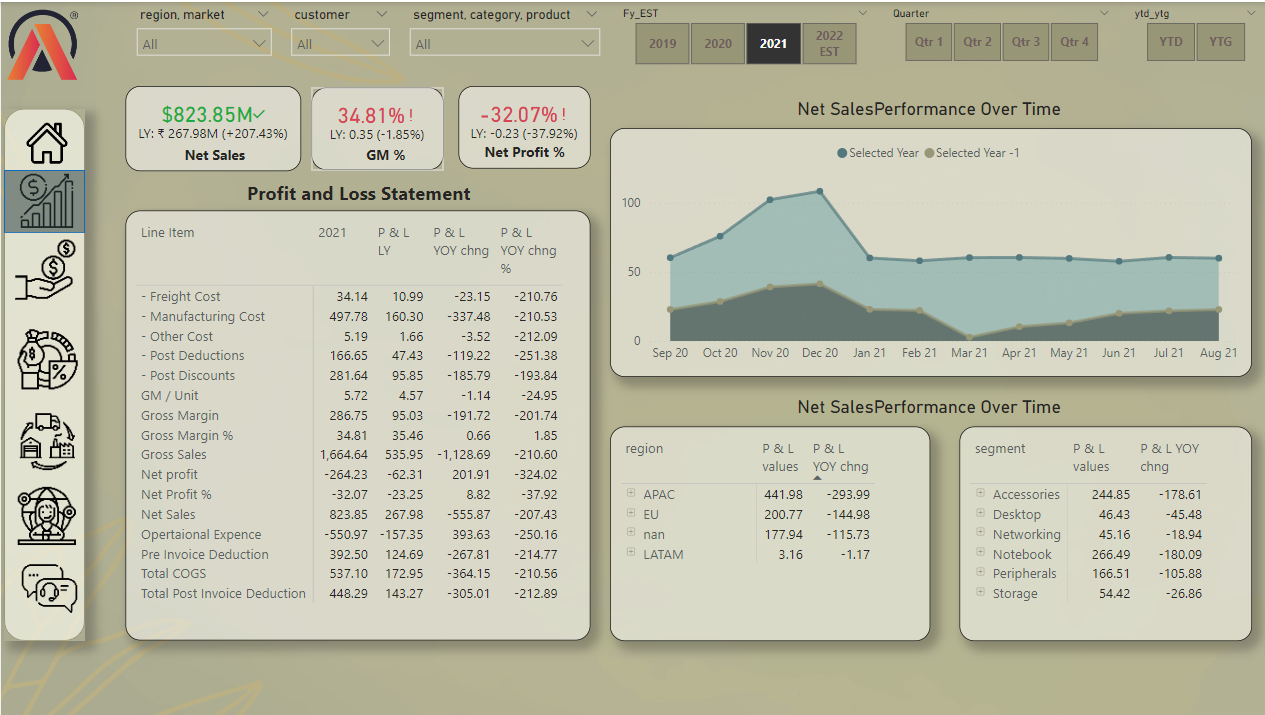 ®
region, market
customer
segment, category, product
Fy_EST
Quarter
ytd_ytg
All
All
All
2019
2020
2021
2022
EST
Qtr 1
Qtr 2
Qtr 3
Qtr 4
YTD
YTG
$823.85M✓
LY: ₹ 267.98M (+207.43%)
Net Sales
34.81% !
LY: 0.35 (-1.85%)
GM %
-32.07% !
LY: -0.23 (-37.92%)
Net Profit %
Profit and Loss Statement
Line Item 2021 P & L P & L P & L
LY YOY chng YOY chng
%
- Freight Cost 34.14 10.99 -23.15 -210.76
- Manufacturing Cost 497.78 160.30 -337.48 -210.53
- Other Cost 5.19 1.66 -3.52 -212.09
- Post Deductions 166.65 47.43 -119.22 -251.38
- Post Discounts 281.64 95.85 -185.79 -193.84
GM / Unit 5.72 4.57 -1.14 -24.95
Gross Margin 286.75 95.03 -191.72 -201.74
Gross Margin % 34.81 35.46 0.66 1.85
Gross Sales 1,664.64 535.95 -1,128.69 -210.60
Net profit -264.23 -62.31 201.91 -324.02
Net Profit % -32.07 -23.25 8.82 -37.92
Net Sales 823.85 267.98 -555.87 -207.43
Opertaional Expence -550.97 -157.35 393.63 -250.16
Pre Invoice Deduction 392.50 124.69 -267.81 -214.77
Total COGS 537.10 172.95 -364.15 -210.56
Total Post Invoice Deduction 448.29 143.27 -305.01 -212.89
Net SalesPerformance Over Time
Selected Year Selected Year -1
100
50
0
Sep 20 Oct 20 Nov 20 Dec 20 Jan 21 Feb 21 Mar 21 Apr 21 May 21 Jun 21 Jul 21 Aug 21
Net SalesPerformance Over Time
region P & L P & L
values YOY chng
APAC 441.98 -293.99
EU 200.77 -144.98
nan 177.94 -115.73
LATAM 3.16 -1.17
segment P & L P & L YOY
values chng
Accessories 244.85 -178.61
Desktop 46.43 -45.48
Networking 45.16 -18.94
Notebook 266.49 -180.09
Peripherals 166.51 -105.88
Storage 54.42 -26.86